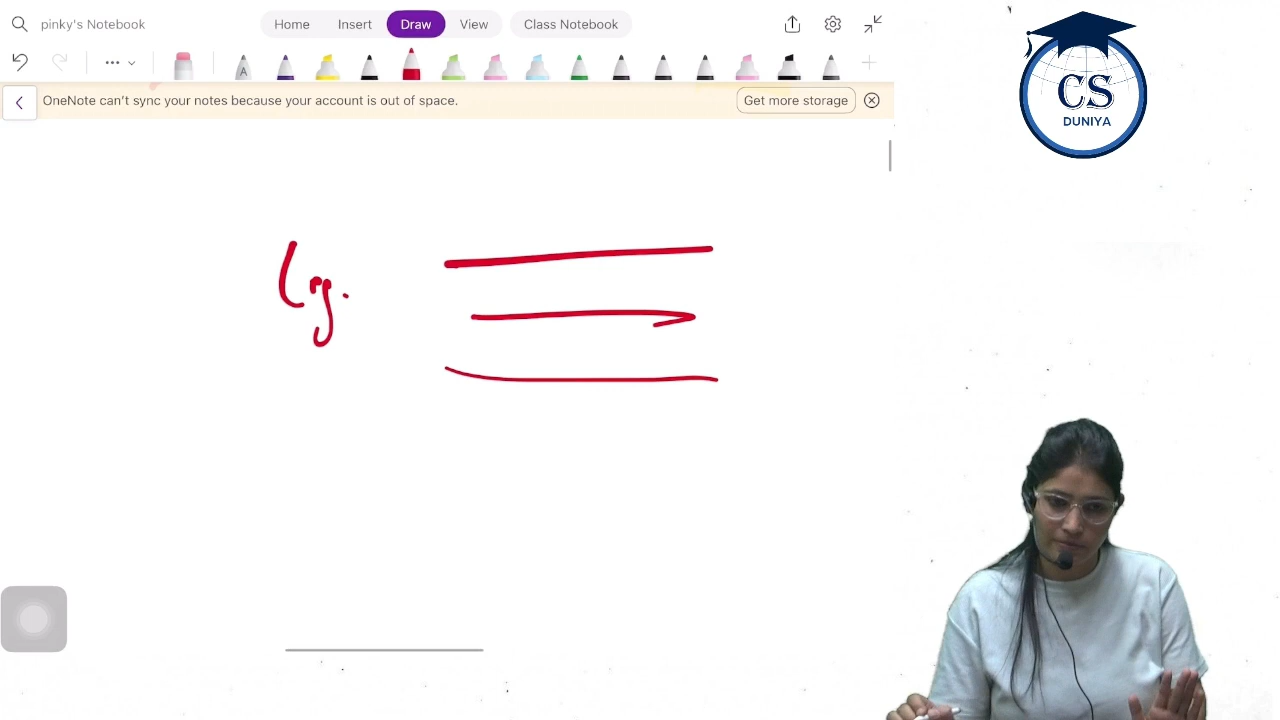 pinky's Notebook
Home Insert Draw View Class Notebook
A
OneNote can't sync your notes because your account is out of space.
Get more storage
CS
DUNIYA